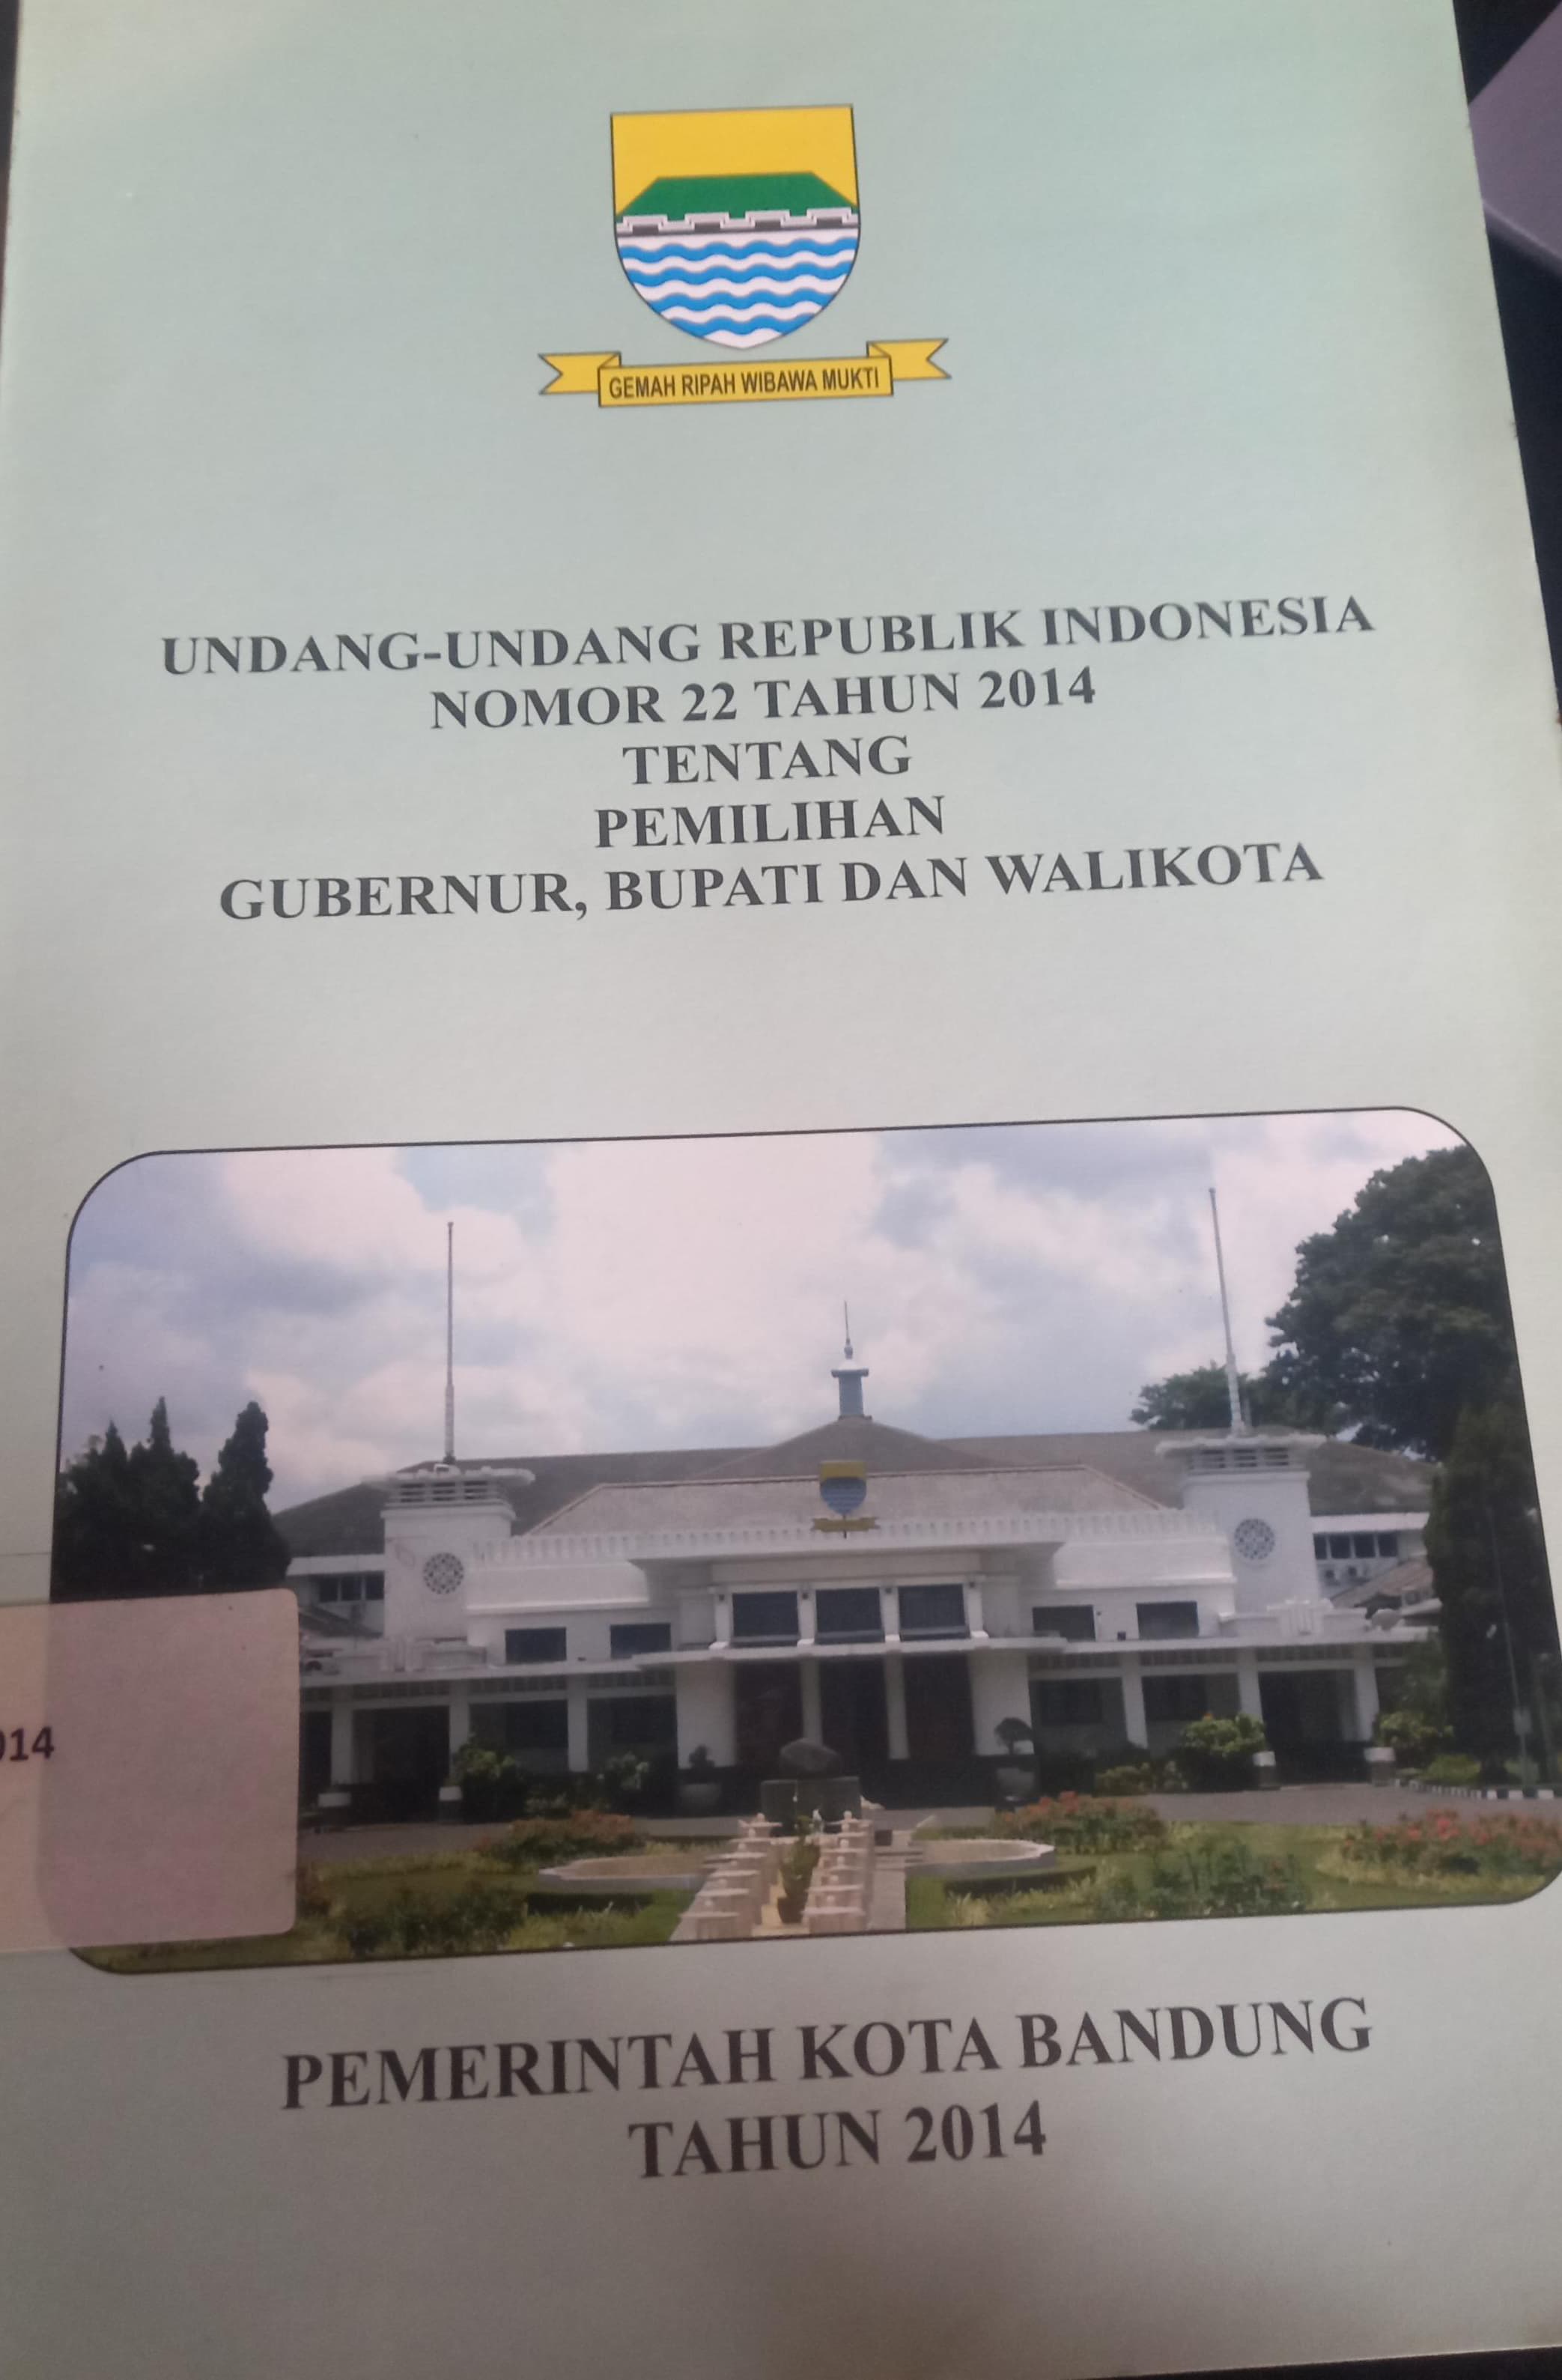 GEMAH RIPAH WIBAWA MUKTI
UNDANG-UNDANG REPUBLIK INDONESIA
NOMOR 22 TAHUN 2014
TENTANG
PEMILIHAN
GUBERNUR, BUPATI DAN WALIKOTA
014
PEMERINTAH KOTA BANDUNG
TAHUN 2014